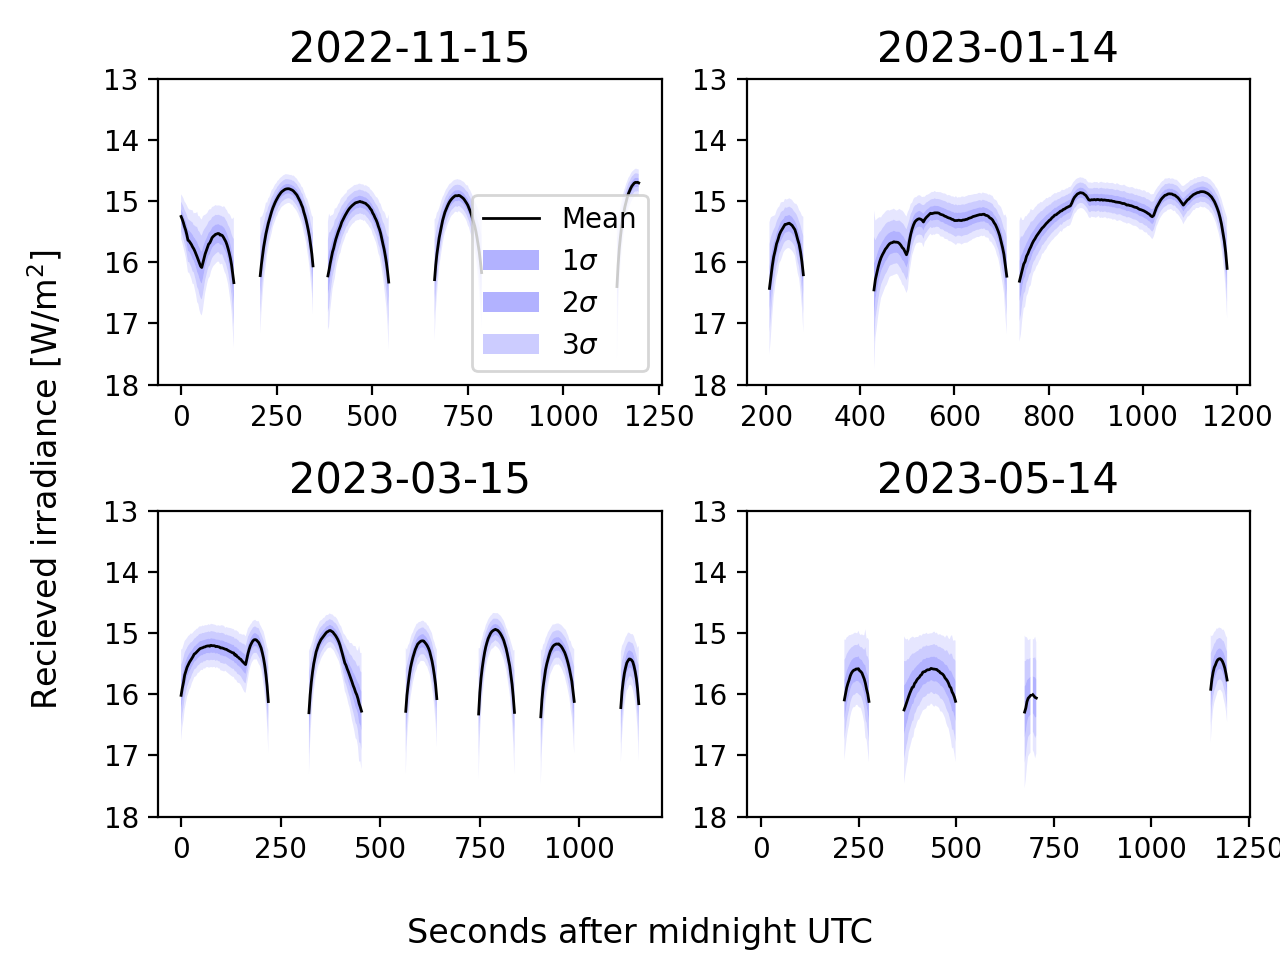 2022-11-15
2023-01-14
13
14
15
16
17
18
Mean
1σ
2σ
3σ
0 250 500 750 1000 1250
13
14
15
16
17
18
200 400 600 800 1000 1200
Recieved irradiance [W/m²]
2023-03-15
2023-05-14
13
14
15
16
17
18
0 250 500 750 1000
13
14
15
16
17
18
0 250 500 750 1000 1250
Seconds after midnight UTC